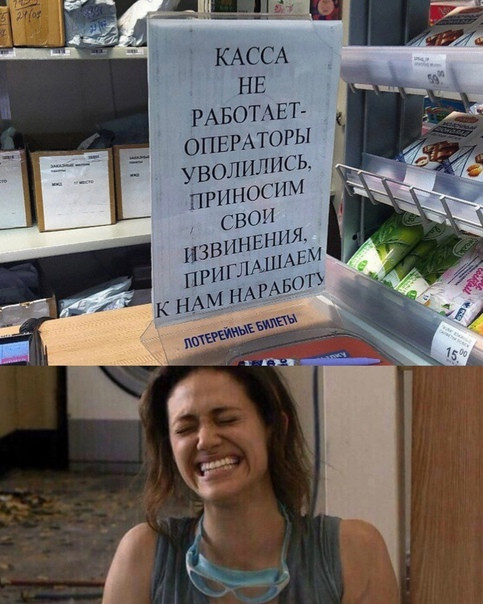 КАССА
НЕ
РАБОТАЕТ-
ОПЕРАТОРЫ
УВОЛИЛИСЬ,
ПРИНОСИМ
СВОИ
ИЗВИНЕНИЯ,
ПРИГЛАШАЕМ
К НАМ НАРАБОТУ
ЛОТЕРЕЙНЫЕ БИЛЕТЫ
15 00